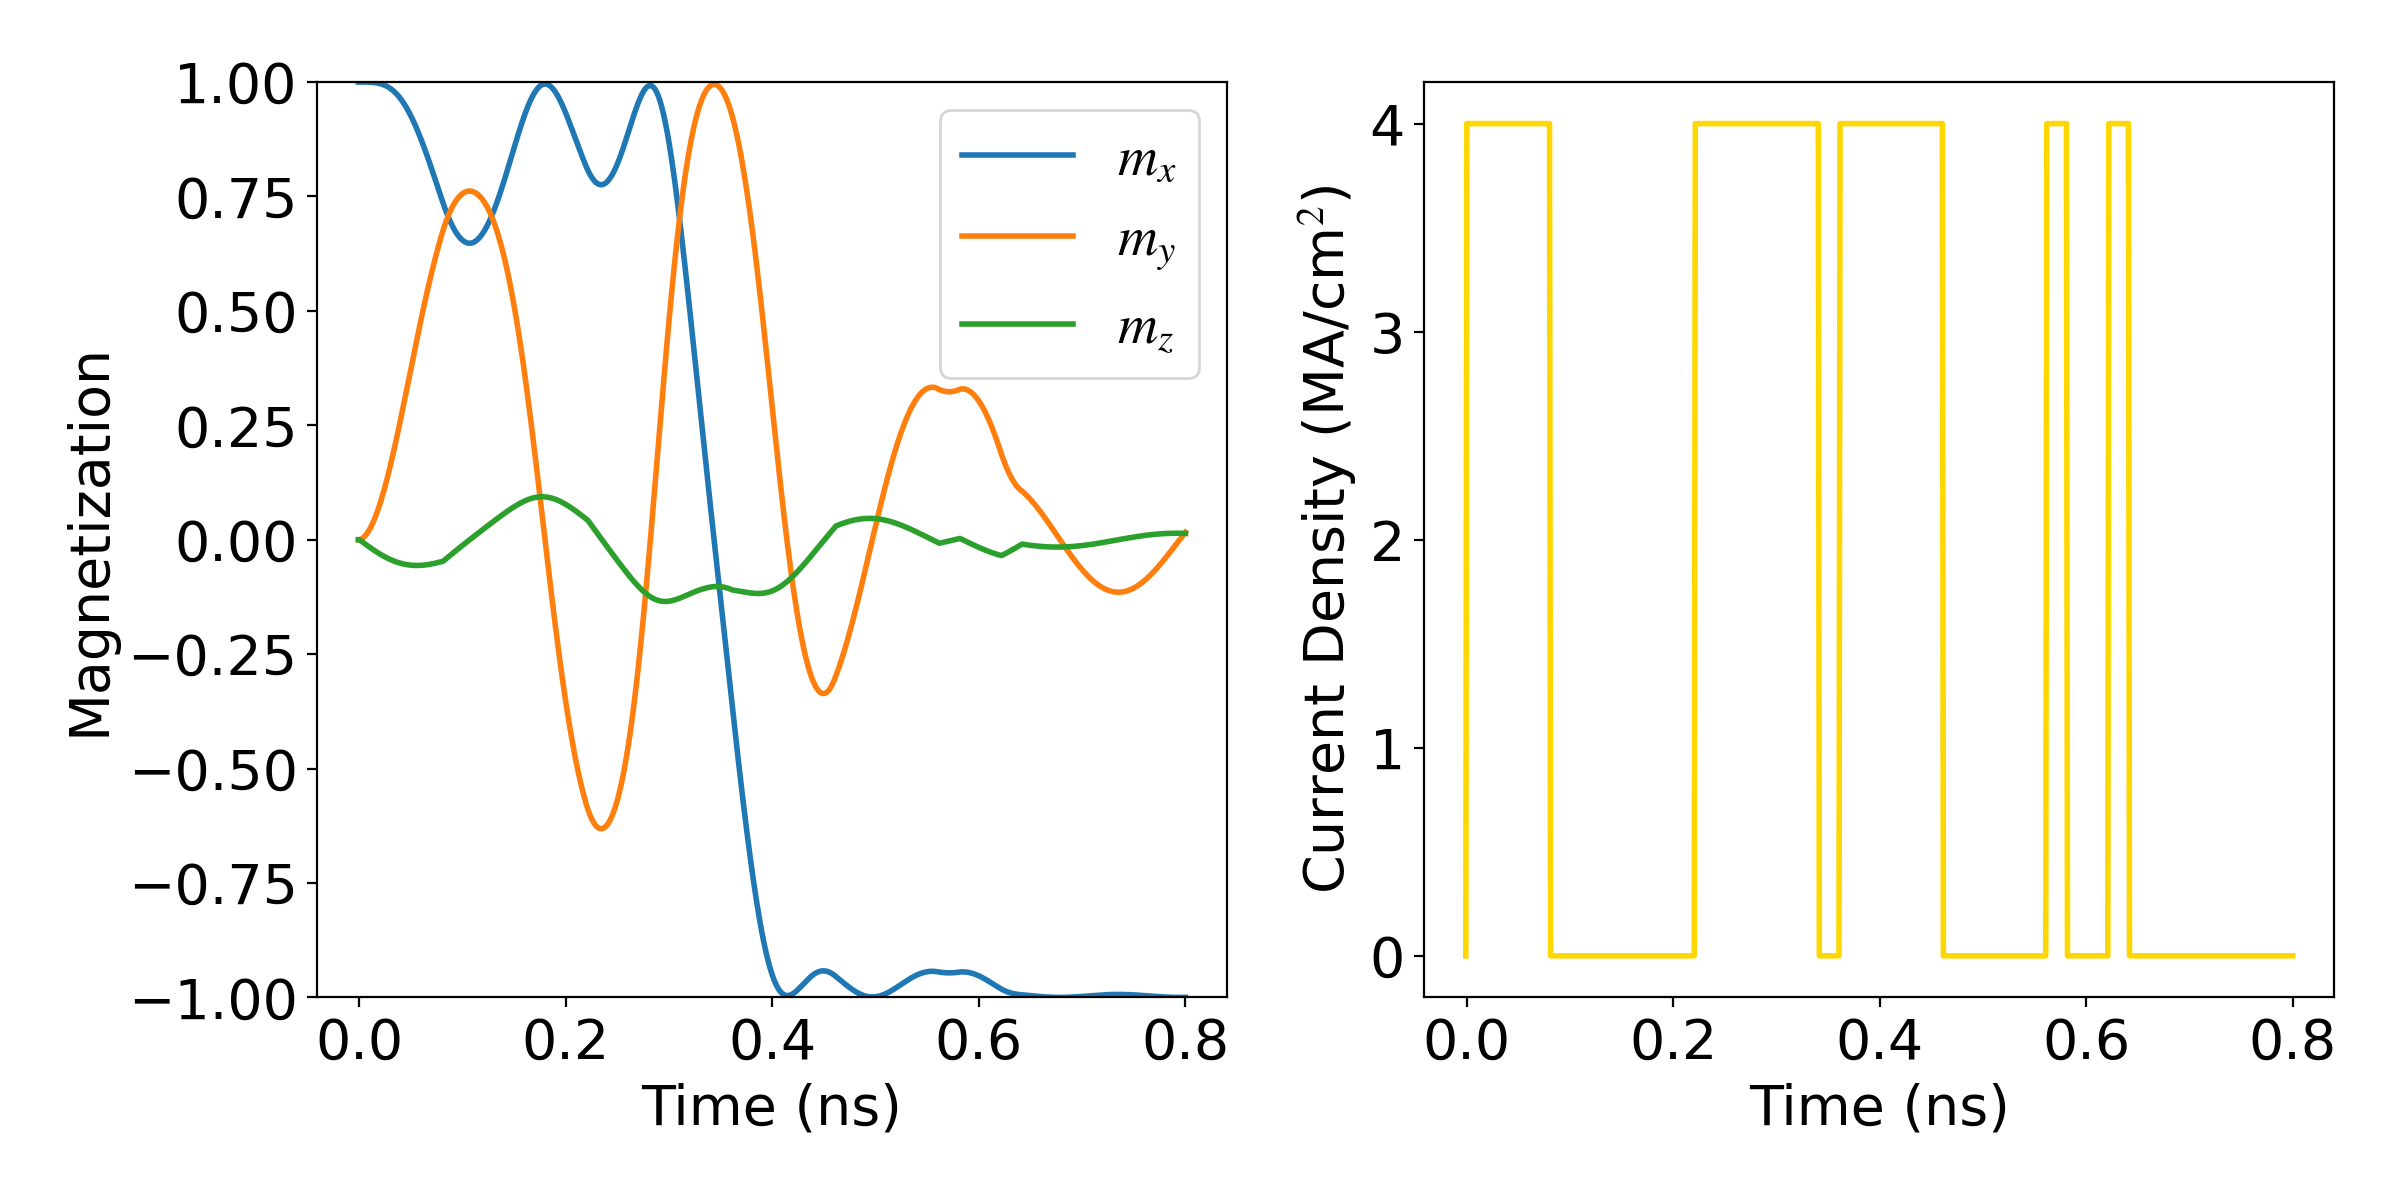 Magnetization
1.00
0.75
0.50
0.25
0.00
−0.25
−0.50
−0.75
−1.00
0.0 0.2 0.4 0.6 0.8
Time (ns)
m_x
m_y
m_z
Current Density (MA/cm²)
4
3
2
1
0
0.0 0.2 0.4 0.6 0.8
Time (ns)